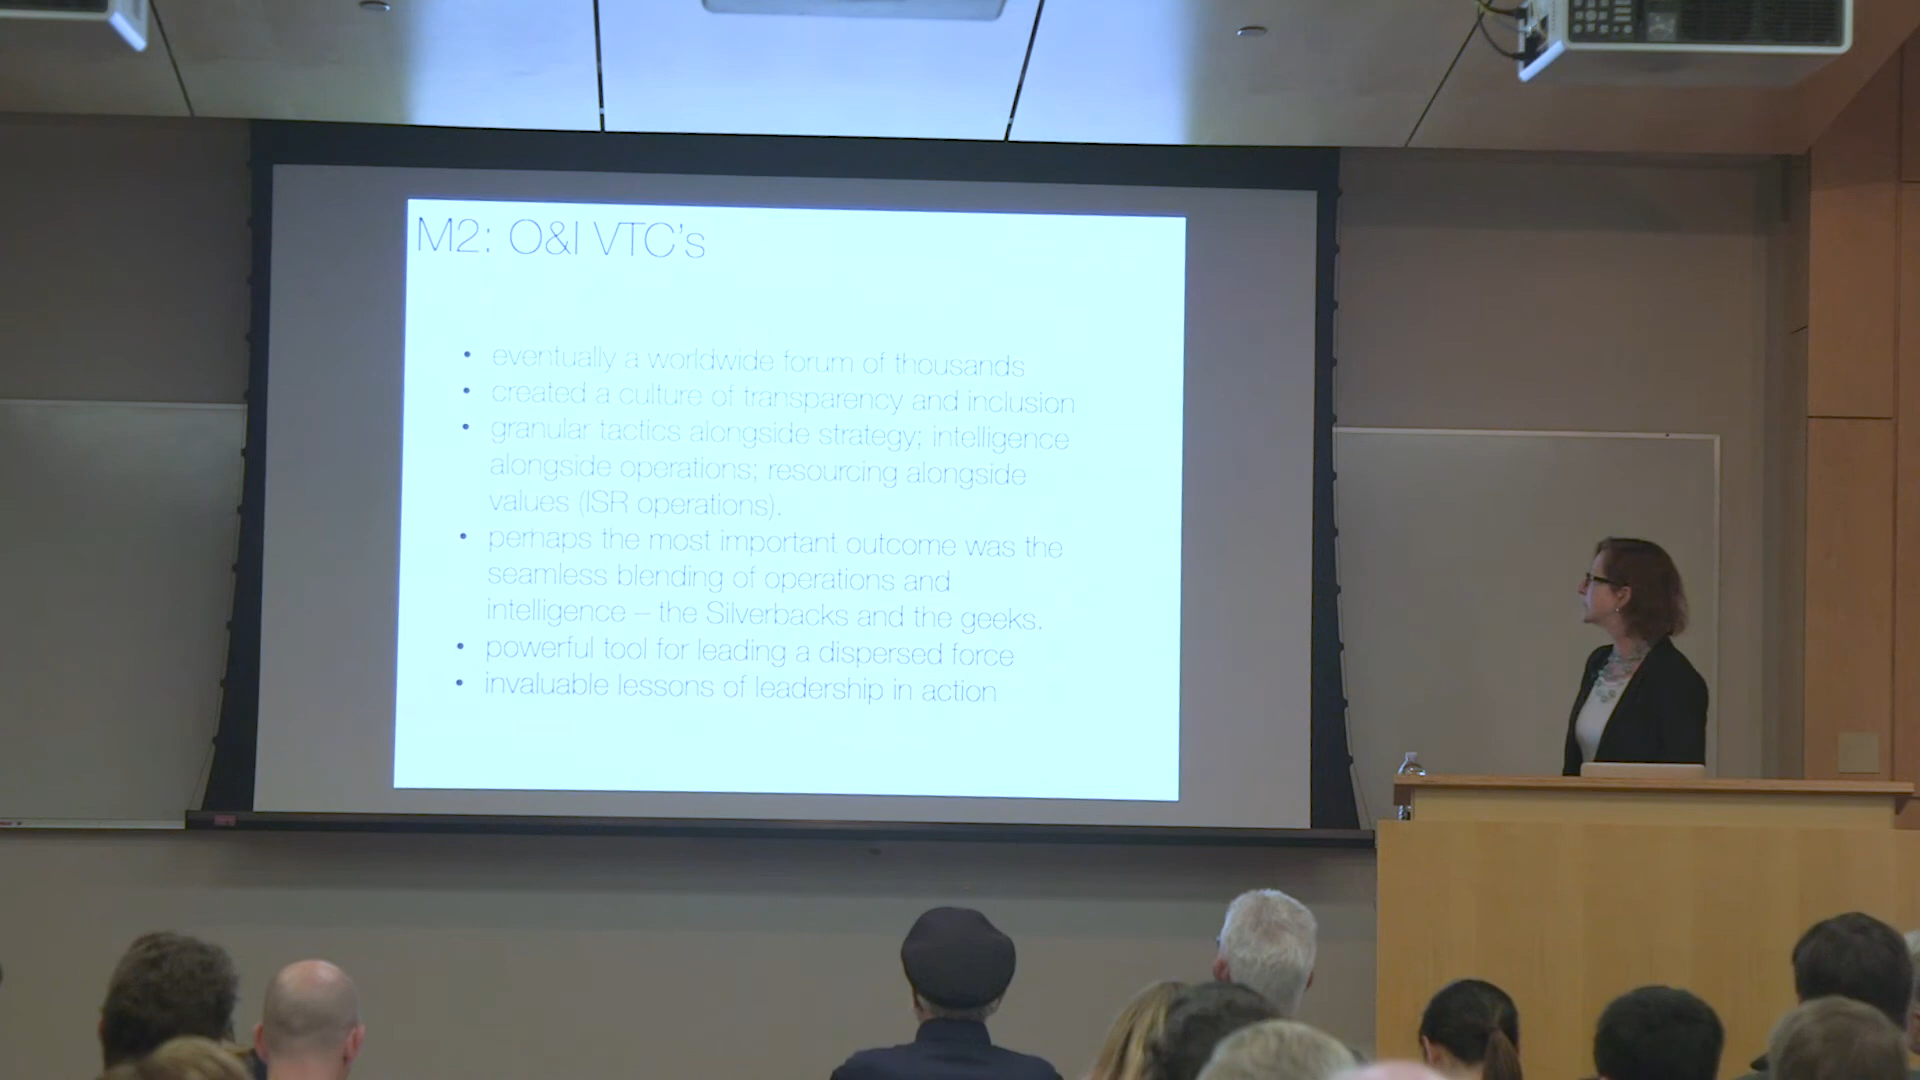 M2: O&I VTC's
• eventually a worldwide forum of thousands
• created a culture of transparency and inclusion
• granular tactics alongside strategy; intelligence
alongside operations; resourcing alongside
values (ISR operations).
• perhaps the most important outcome was the
seamless blending of operations and
intelligence – the Silverbacks and the geeks.
• powerful tool for leading a dispersed force
• invaluable lessons of leadership in action